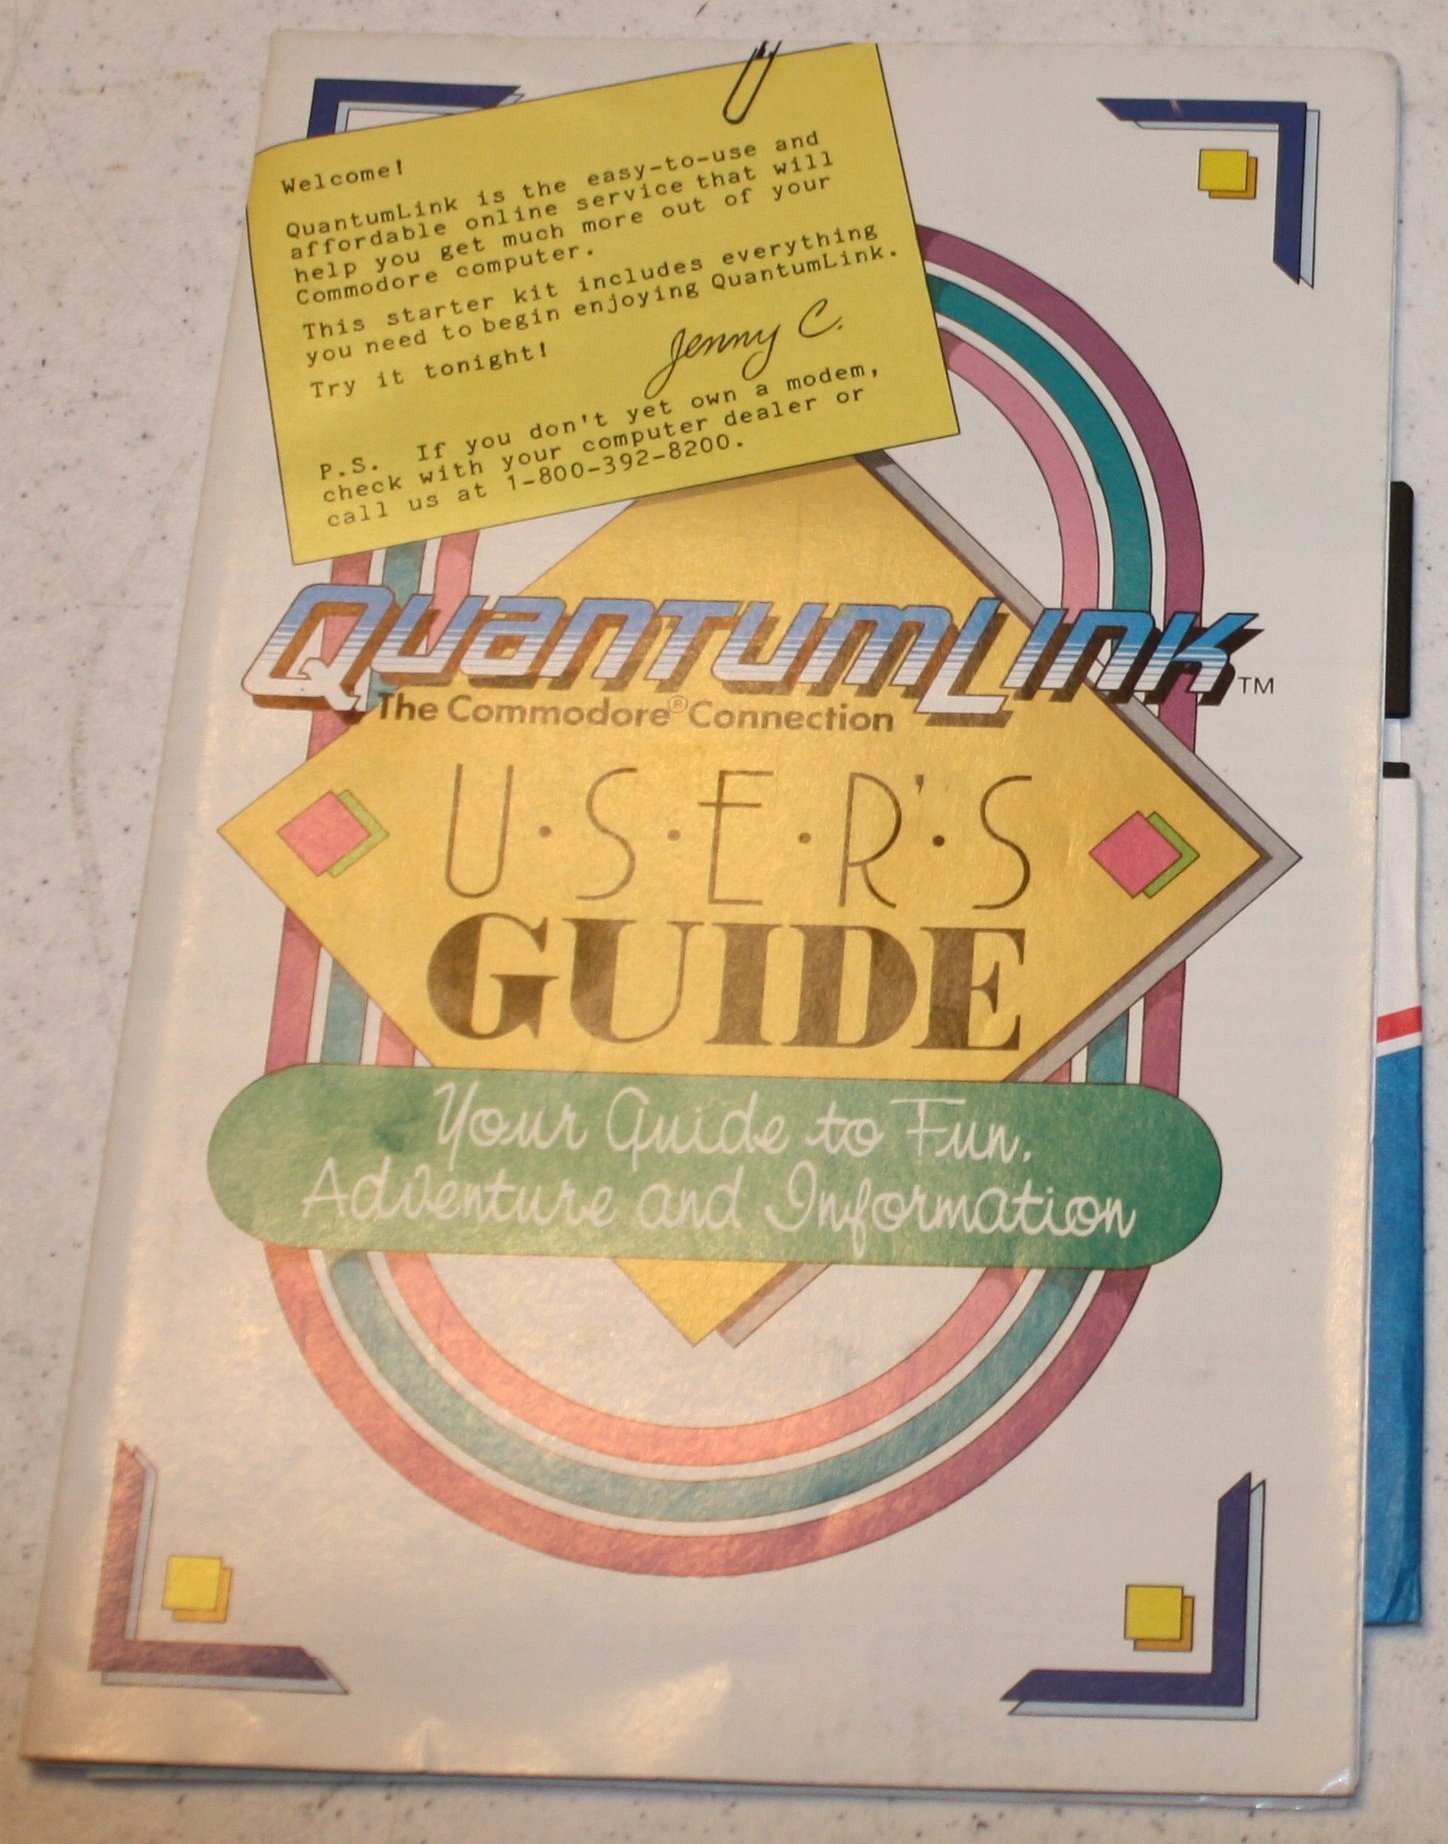 Welcome!
QuantumLink is the easy-to-use and
affordable online service that will
help you get much more out of your
Commodore computer.
This starter kit includes everything
you need to begin enjoying QuantumLink.
Try it tonight!
Jenny C.
P.S. If you don't yet own a modem,
check with your computer dealer or
call us at 1-800-392-8200.
QuantumLink™
The Commodore® Connection
U·S·E·R'·S
GUIDE
Your Guide to Fun,
Adventure and Information